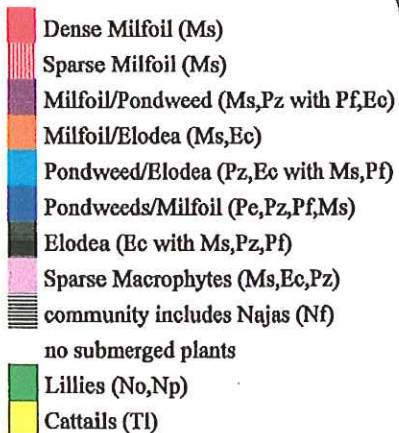 Dense Milfoil (Ms)
Sparse Milfoil (Ms)
Milfoil/Pondweed (Ms,Pz with Pf,Ec)
Milfoil/Elodea (Ms,Ec)
Pondweed/Elodea (Pz,Ec with Ms,Pf)
Pondweeds/Milfoil (Pe,Pz,Pf,Ms)
Elodea (Ec with Ms,Pz,Pf)
Sparse Macrophytes (Ms,Ec,Pz)
community includes Najas (Nf)
no submerged plants
Lillies (No,Np)
Cattails (Tl)